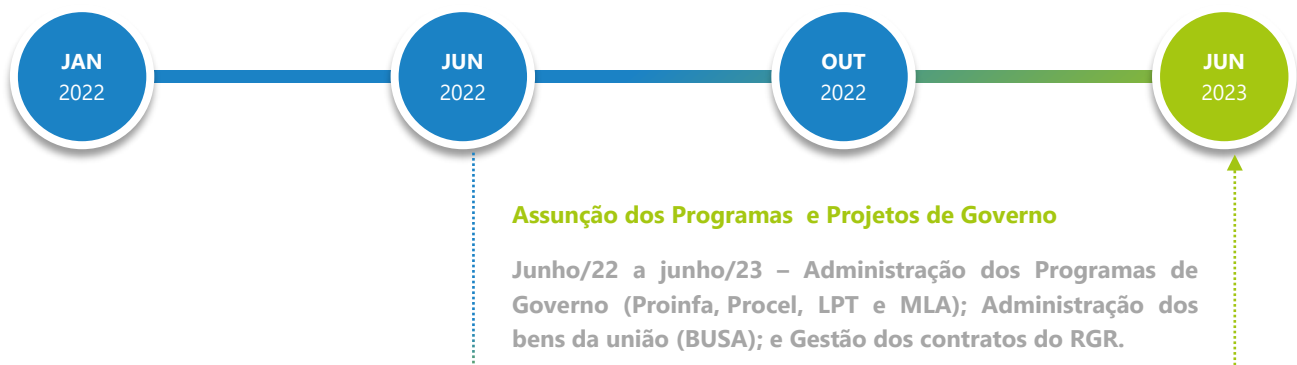 JAN
2022
JUN
2022
OUT
2022
JUN
2023
Assunção dos Programas e Projetos de Governo
Junho/22 a junho/23 – Administração dos Programas de
Governo (Proinfa, Procel, LPT e MLA); Administração dos
bens da união (BUSA); e Gestão dos contratos do RGR.